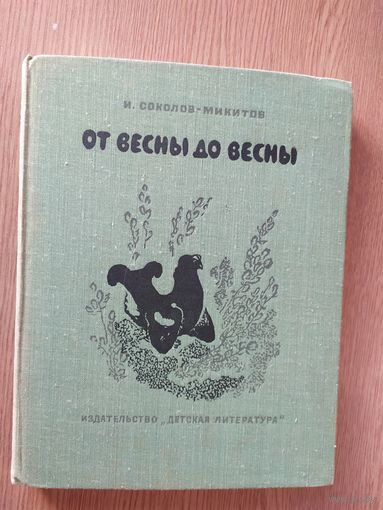 И. СОКОЛОВ-МИКИТОВ
ОТ ВЕСНЫ ДО ВЕСНЫ
ИЗДАТЕЛЬСТВО „ДЕТСКАЯ ЛИТЕРАТУРА"